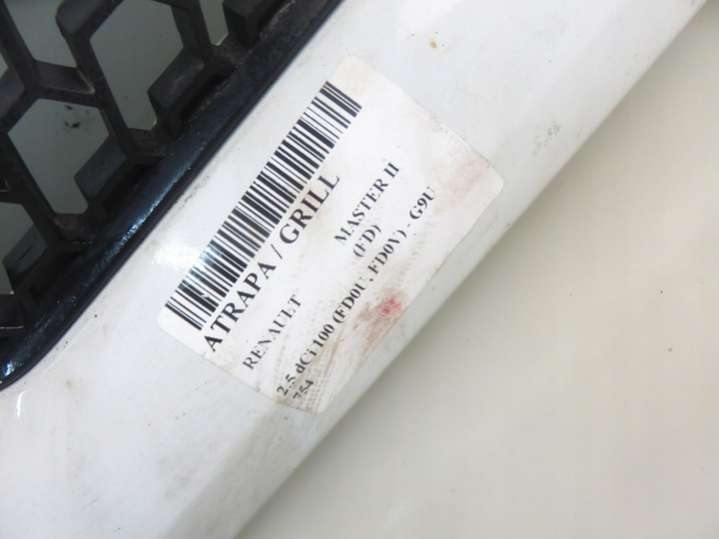 ATRAPA / GRILL
RENAULT MASTER II
(FD)
2.5 dCi 100 (FD0U, FD0V) - G9U
754